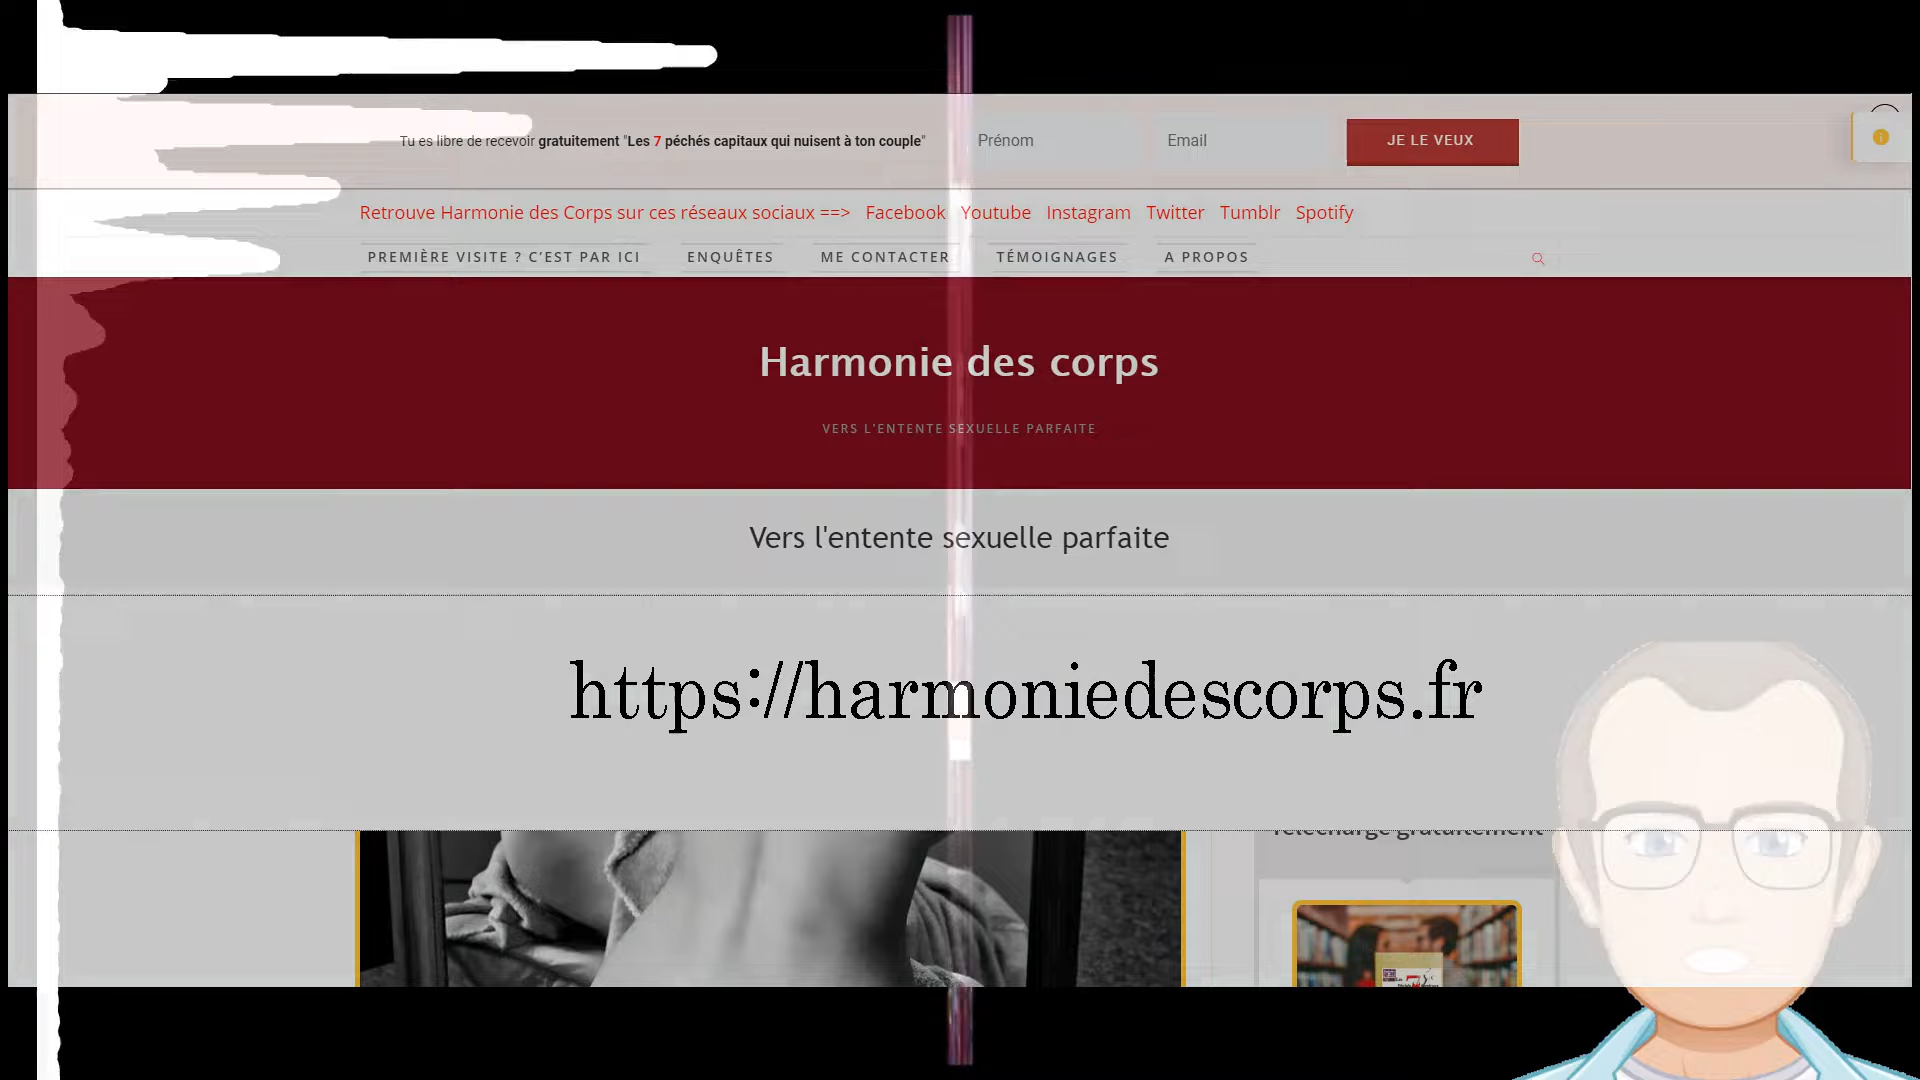 Tu es libre de recevoir gratuitement "Les 7 péchés capitaux qui nuisent à ton couple" Prénom Email JE LE VEUX
Retrouve Harmonie des Corps sur ces réseaux sociaux ==> Facebook Youtube Instagram Twitter Tumblr Spotify
PREMIÈRE VISITE ? C’EST PAR ICI ENQUÊTES ME CONTACTER TÉMOIGNAGES A PROPOS
Harmonie des corps
VERS L'ENTENTE SEXUELLE PARFAITE
Vers l'entente sexuelle parfaite
https://harmoniedescorps.fr
Télécharge gratuitement